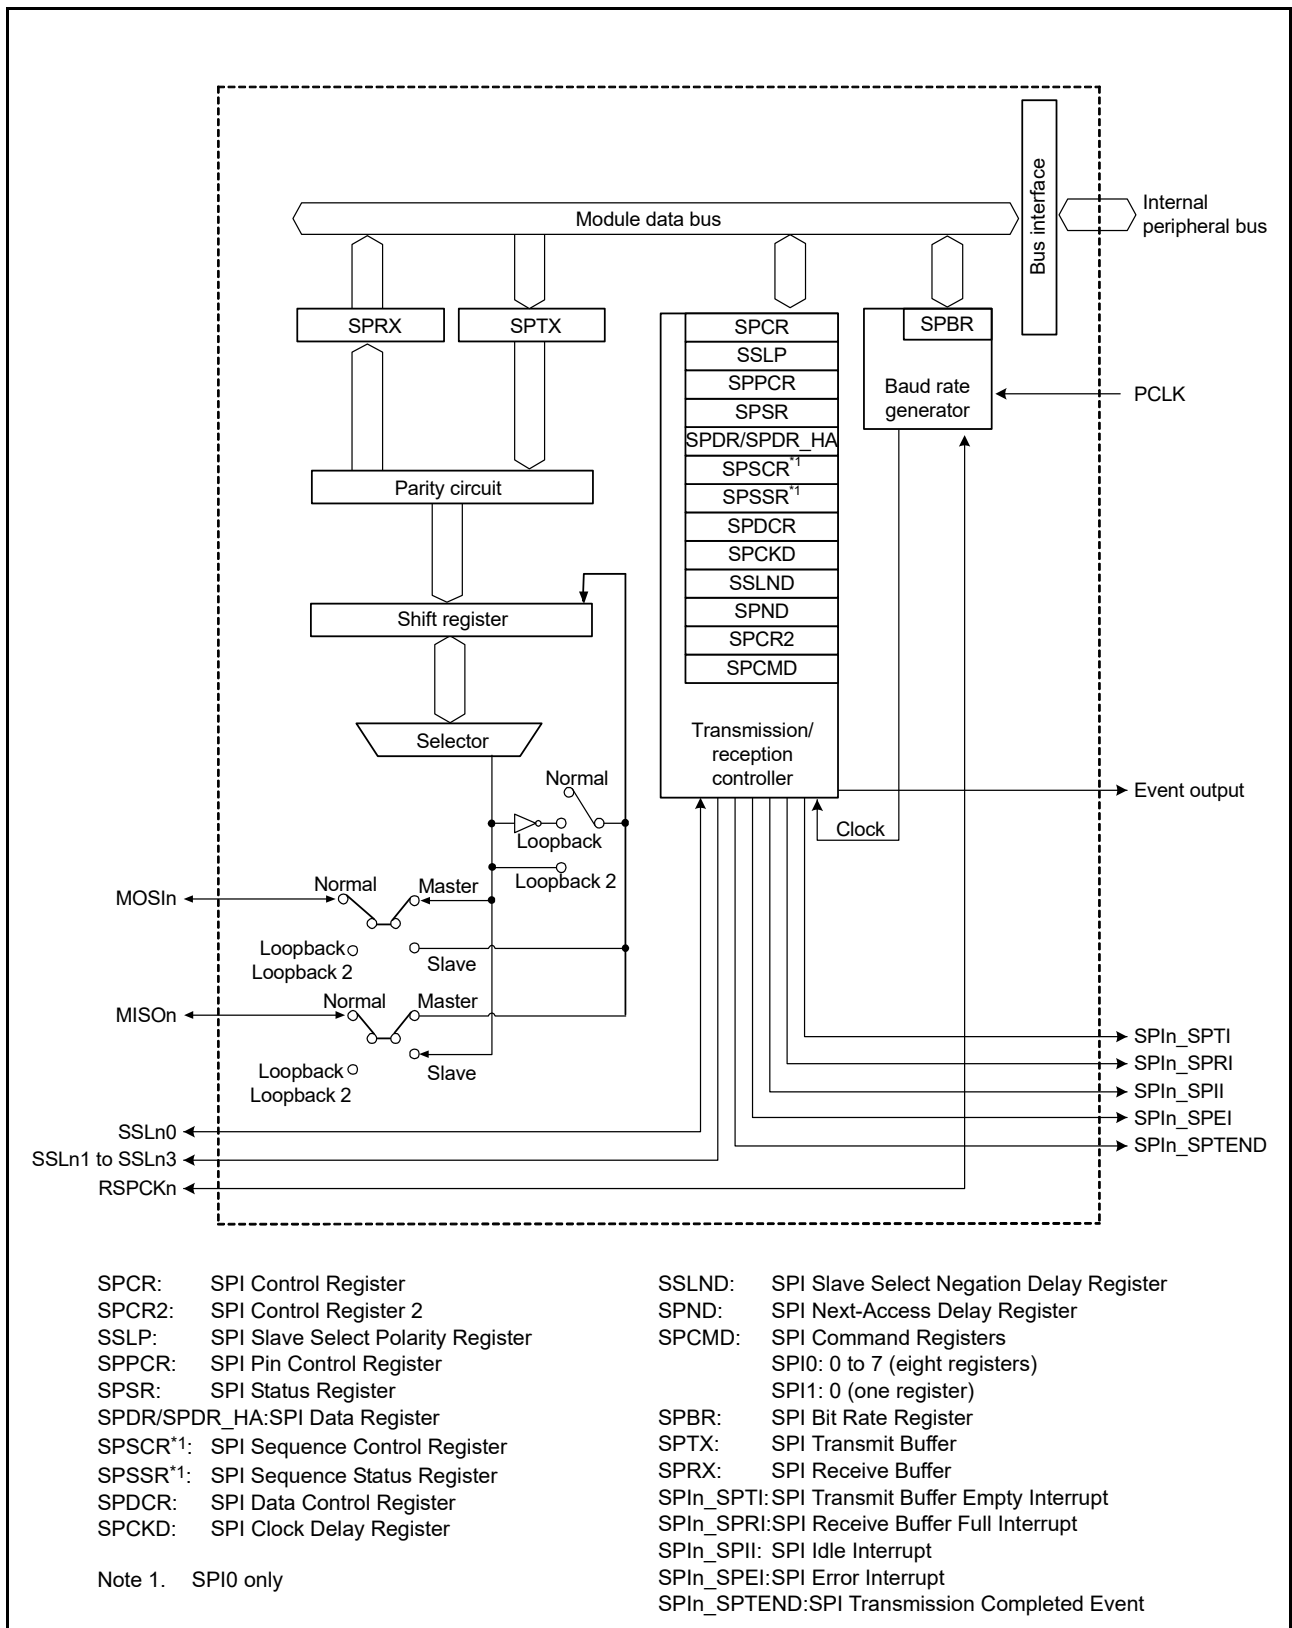 Bus interface
Internal
peripheral bus
Module data bus
SPRX
SPTX
SPCR
SSLP
SPPCR
SPSR
SPDR/SPDR_HA
SPSCR*1
SPSSR*1
SPDCR
SPCKD
SSLND
SPND
SPCR2
SPCMD
Transmission/
reception
controller
SPBR
Baud rate
generator
PCLK
Parity circuit
Shift register
Selector
Normal
Loopback
Loopback 2
Clock
Event output
MOSIn
Normal
Master
Loopback
Loopback 2
Slave
MISOn
Normal
Master
Loopback
Loopback 2
Slave
SSLn0
SSLn1 to SSLn3
RSPCKn
SPIn_SPTI
SPIn_SPRI
SPIn_SPII
SPIn_SPEI
SPIn_SPTEND
SPCR: SPI Control Register
SPCR2: SPI Control Register 2
SSLP: SPI Slave Select Polarity Register
SPPCR: SPI Pin Control Register
SPSR: SPI Status Register
SPDR/SPDR_HA:SPI Data Register
SPSCR*1: SPI Sequence Control Register
SPSSR*1: SPI Sequence Status Register
SPDCR: SPI Data Control Register
SPCKD: SPI Clock Delay Register
Note 1. SPI0 only
SSLND: SPI Slave Select Negation Delay Register
SPND: SPI Next-Access Delay Register
SPCMD: SPI Command Registers
SPI0: 0 to 7 (eight registers)
SPI1: 0 (one register)
SPBR: SPI Bit Rate Register
SPTX: SPI Transmit Buffer
SPRX: SPI Receive Buffer
SPIn_SPTI:SPI Transmit Buffer Empty Interrupt
SPIn_SPRI:SPI Receive Buffer Full Interrupt
SPIn_SPII: SPI Idle Interrupt
SPIn_SPEI:SPI Error Interrupt
SPIn_SPTEND:SPI Transmission Completed Event